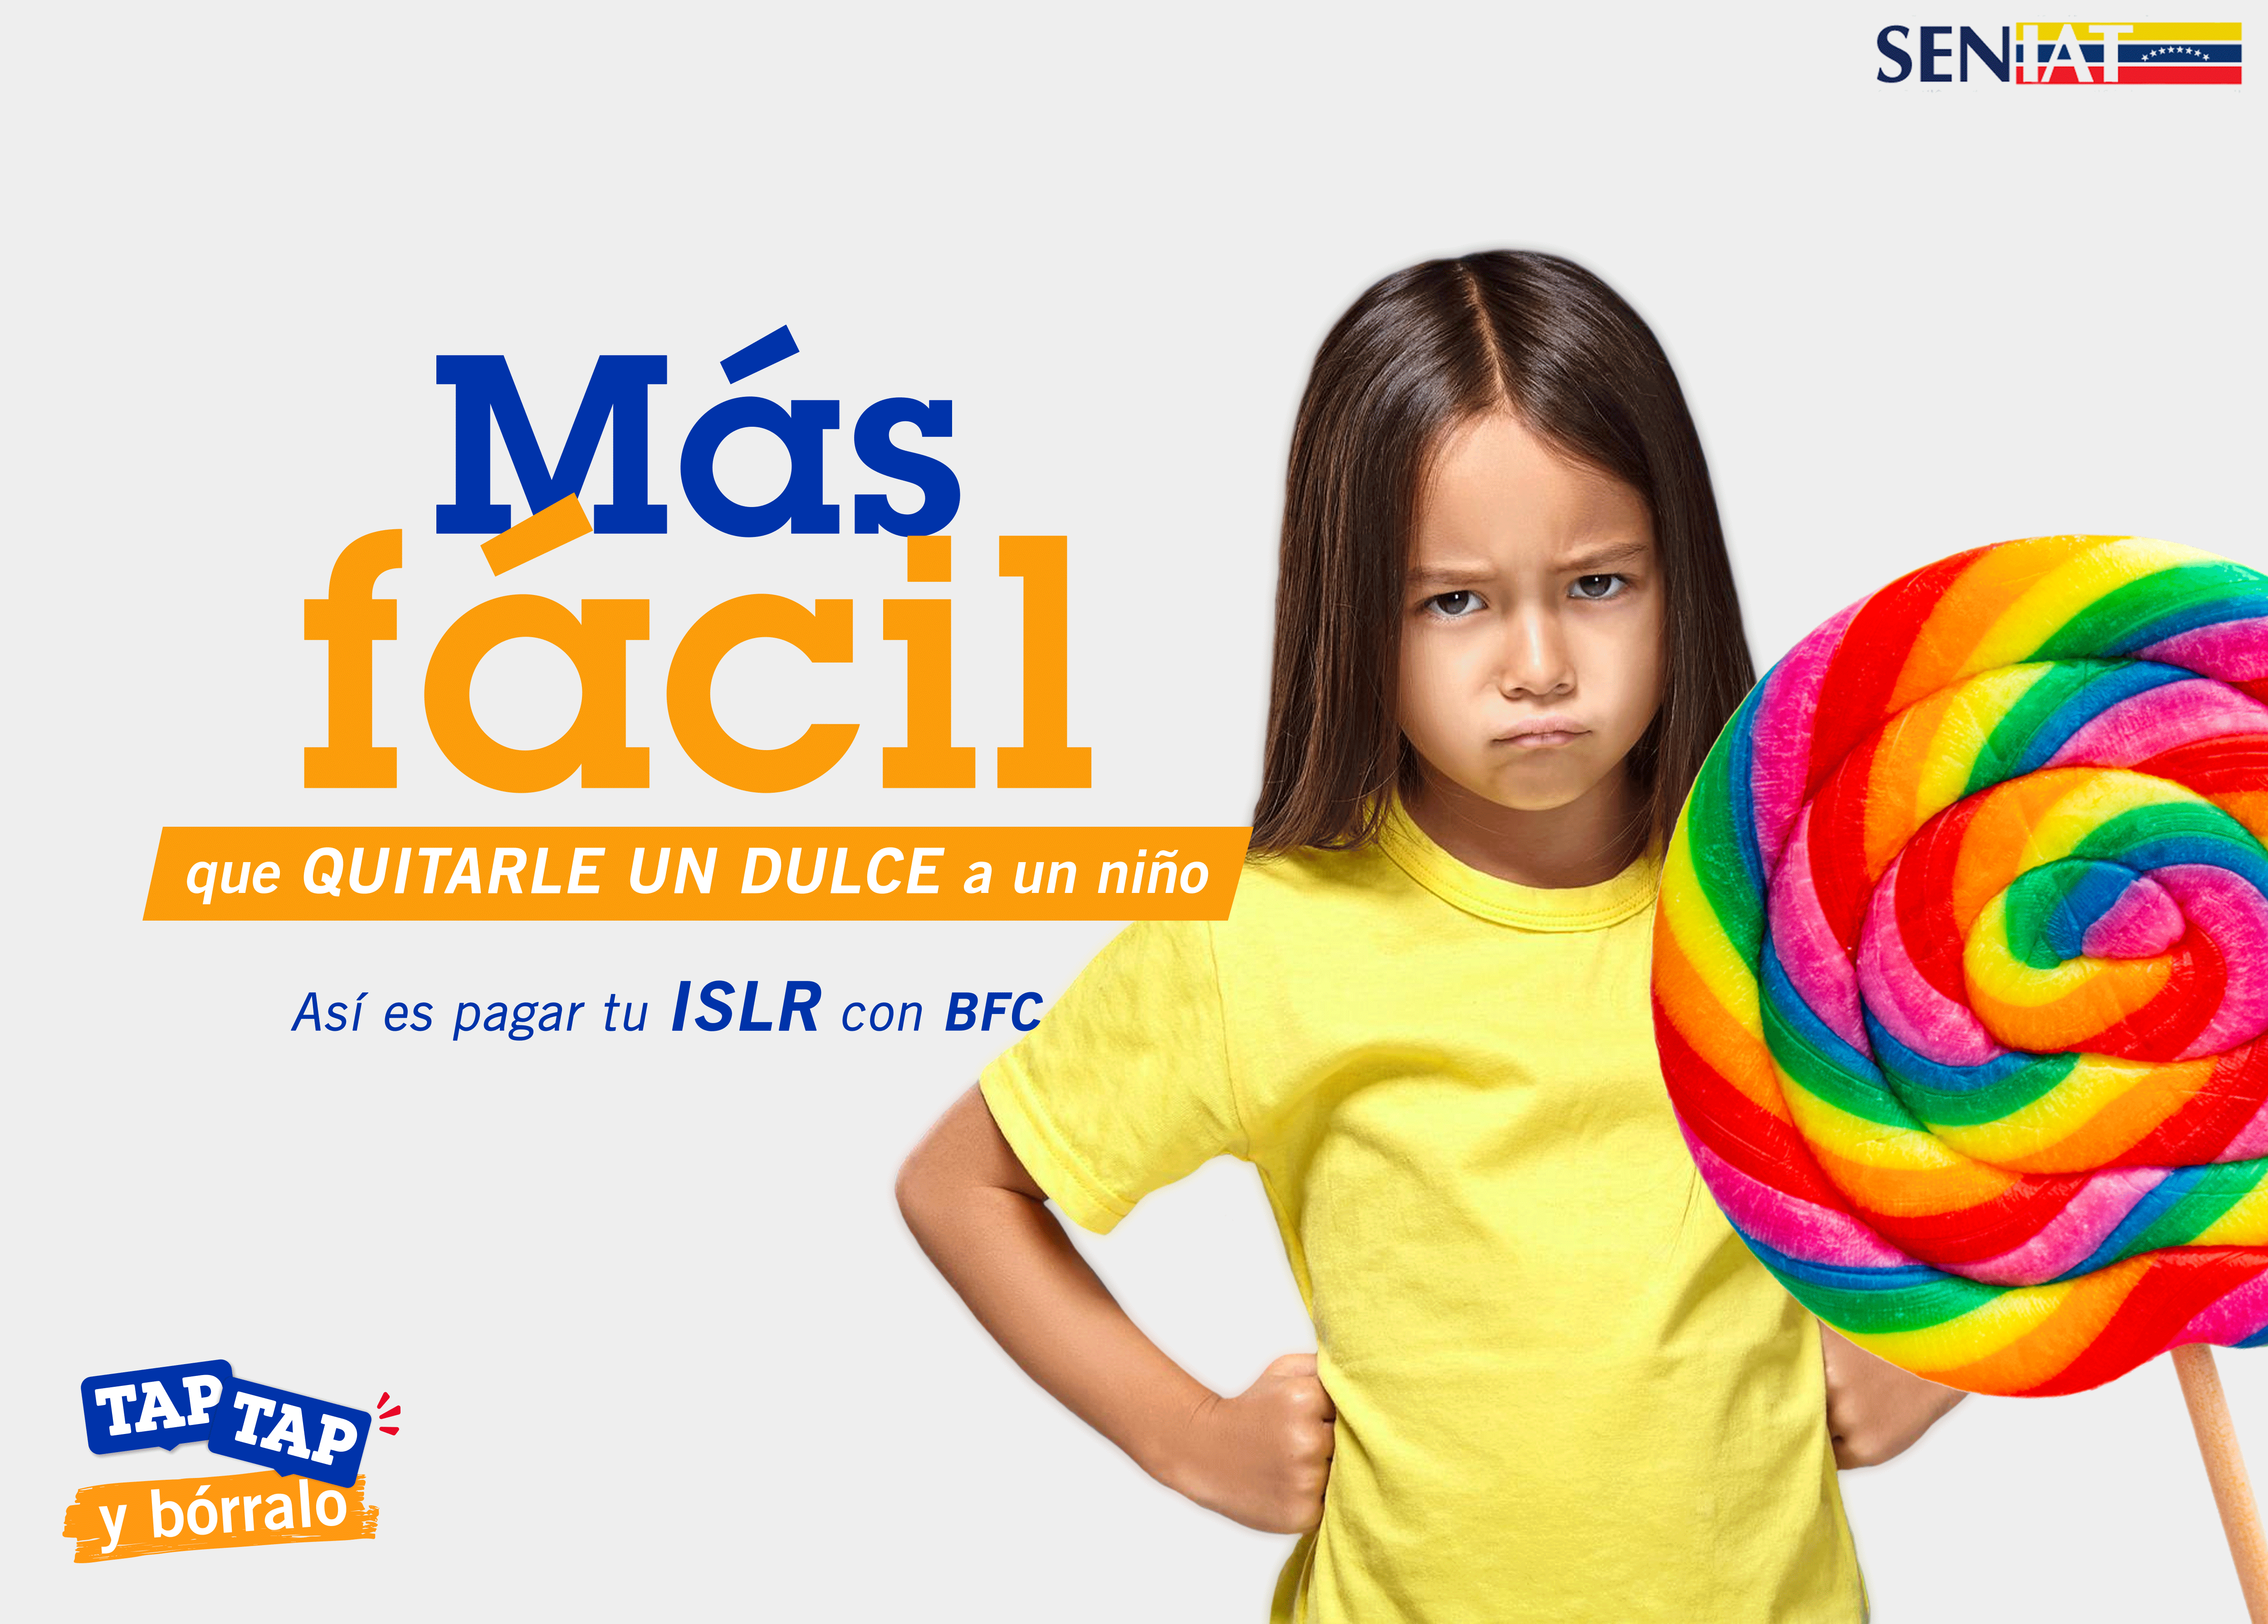 SENIAT
Más
fácil
que QUITARLE UN DULCE a un niño
Así es pagar tu ISLR con BFC
TAP
TAP
y bórralo